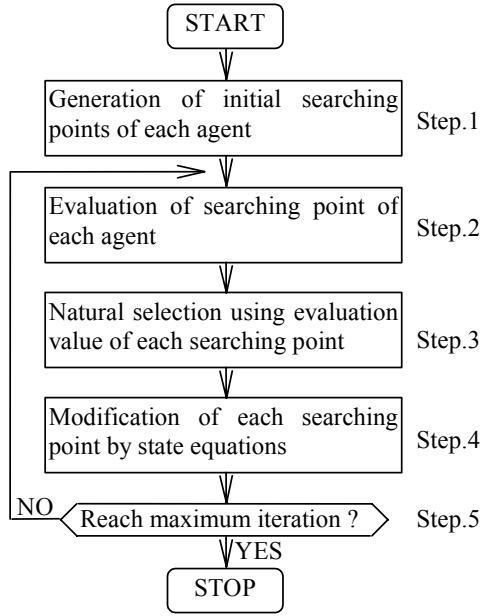 START
Generation of initial searching
points of each agent
Step.1
Evaluation of searching point of
each agent
Step.2
Natural selection using evaluation
value of each searching point
Step.3
Modification of each searching
point by state equations
Step.4
NO
Reach maximum iteration ?
Step.5
YES
STOP